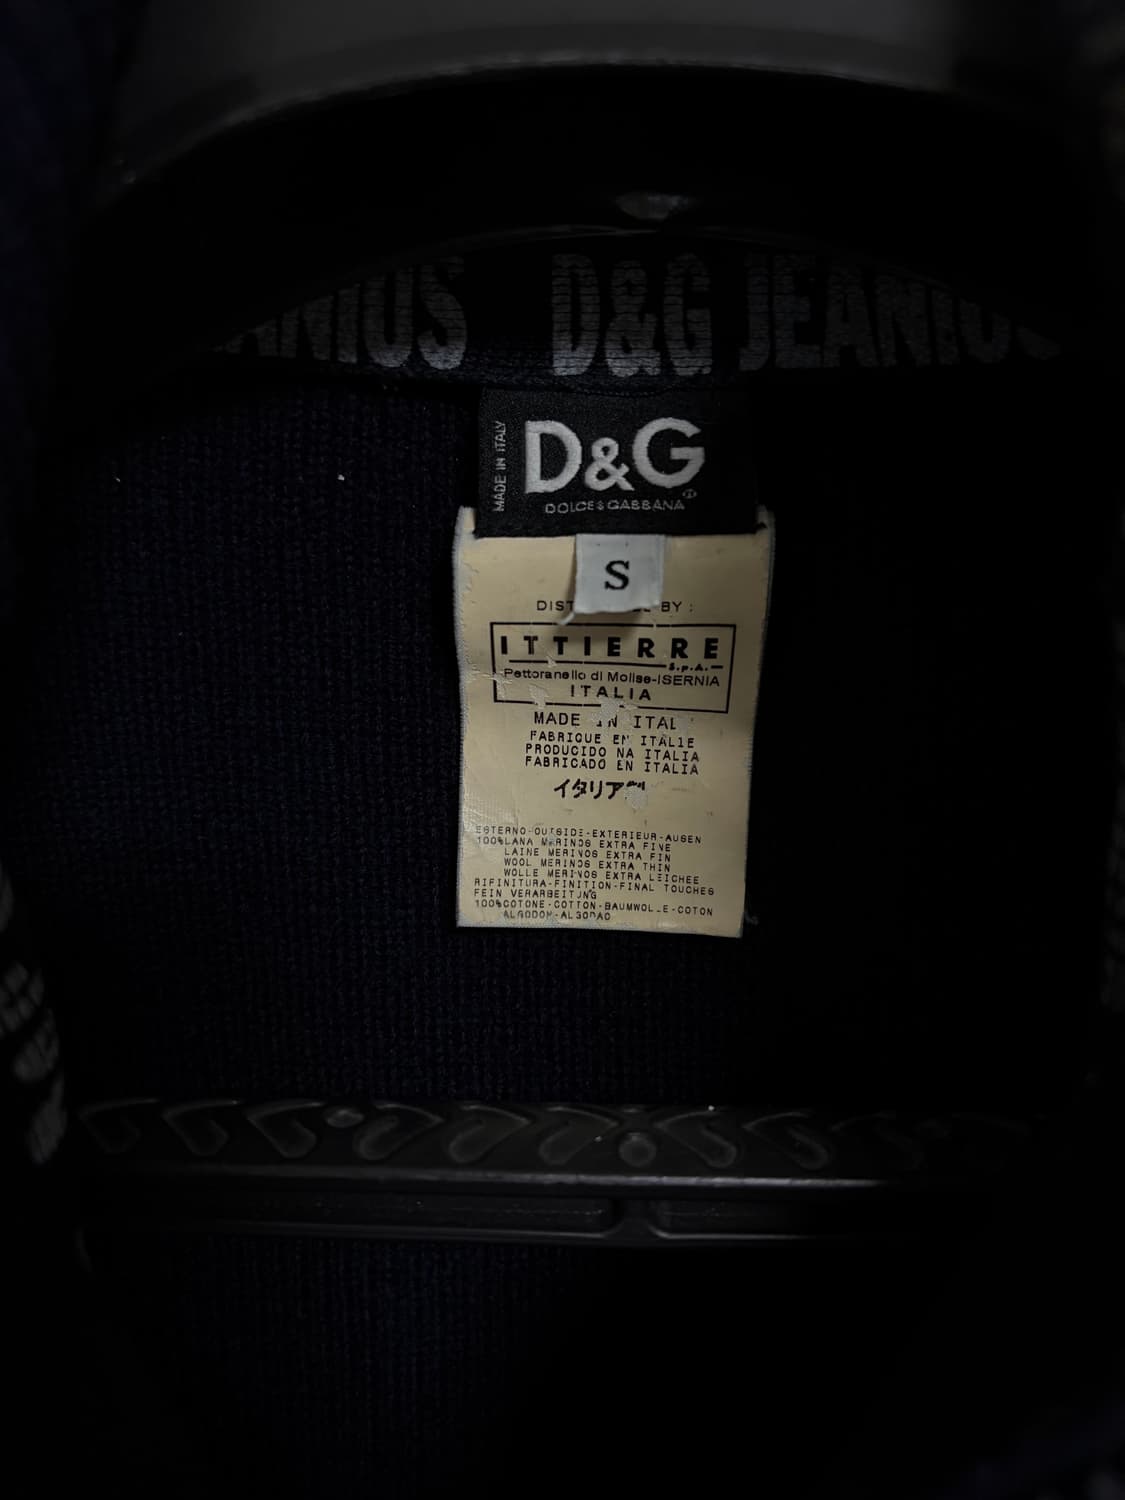 D&G JEANIUS
MADE IN ITALY
D&G
DOLCE & GABBANA
S
BY :
ITTIERRE
S.p.A.
Pettoranello di Molise-ISERNIA
ITALIA
MADE IN ITAL
FABRIQUE EN ITALIE
PRODUCIDO NA ITALIA
FABRICADO EN ITALIA
イタリア製
ESTERNO-OUTSIDE-EXTERIEUR-AUSEN
100%LANA MERINOS EXTRA FINE
LAINE MERINOS EXTRA FIN
WOOL MERINOS EXTRA THIN
WOLLE MERINOS EXTRA LEICHEE
RIFINITURA-FINITION-FINAL TOUCHES
FEIN VERARBEITUNG
100%COTONE-COTTON-BAUMWOLLE-COTON
ALGODON-ALGODAO